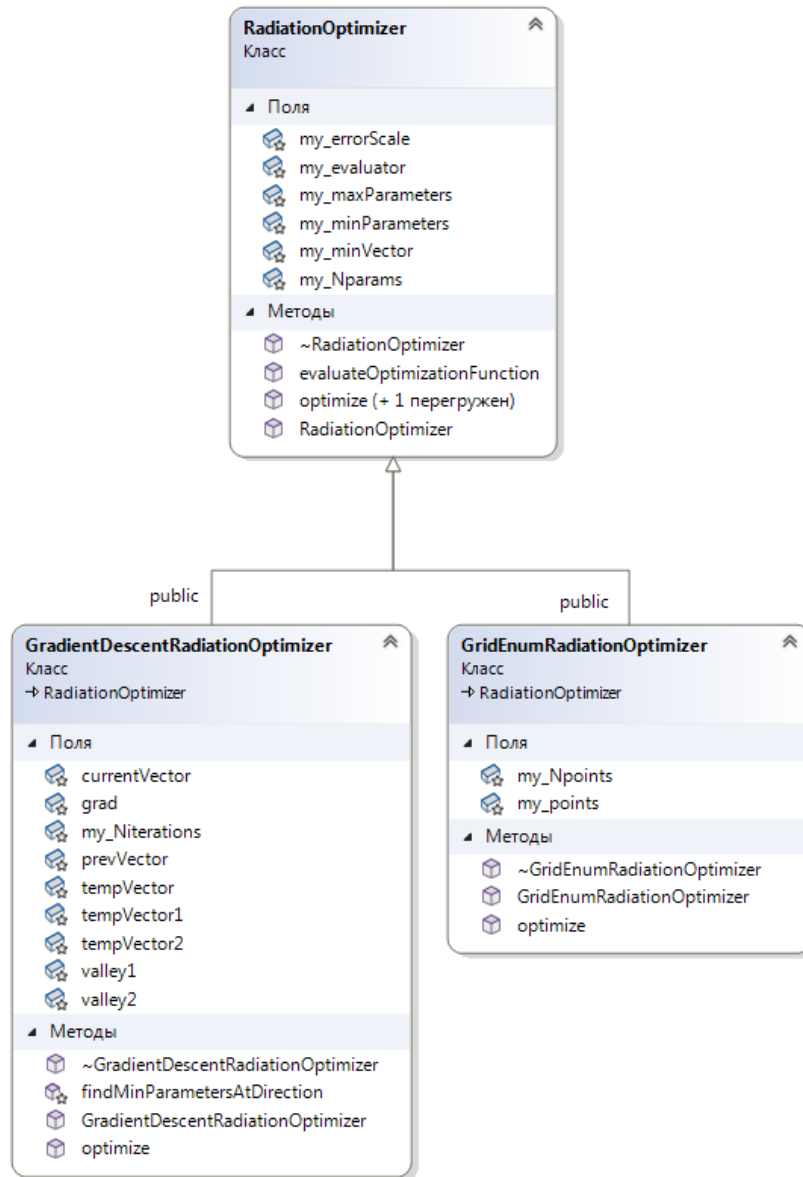 RadiationOptimizer
Класс
Поля
my_errorScale
my_evaluator
my_maxParameters
my_minParameters
my_minVector
my_Nparams
Методы
~RadiationOptimizer
evaluateOptimizationFunction
optimize (+ 1 перегружен)
RadiationOptimizer
public
public
GradientDescentRadiationOptimizer
Класс
RadiationOptimizer
Поля
currentVector
grad
my_Niterations
prevVector
tempVector
tempVector1
tempVector2
valley1
valley2
Методы
~GradientDescentRadiationOptimizer
findMinParametersAtDirection
GradientDescentRadiationOptimizer
optimize
GridEnumRadiationOptimizer
Класс
RadiationOptimizer
Поля
my_Npoints
my_points
Методы
~GridEnumRadiationOptimizer
GridEnumRadiationOptimizer
optimize